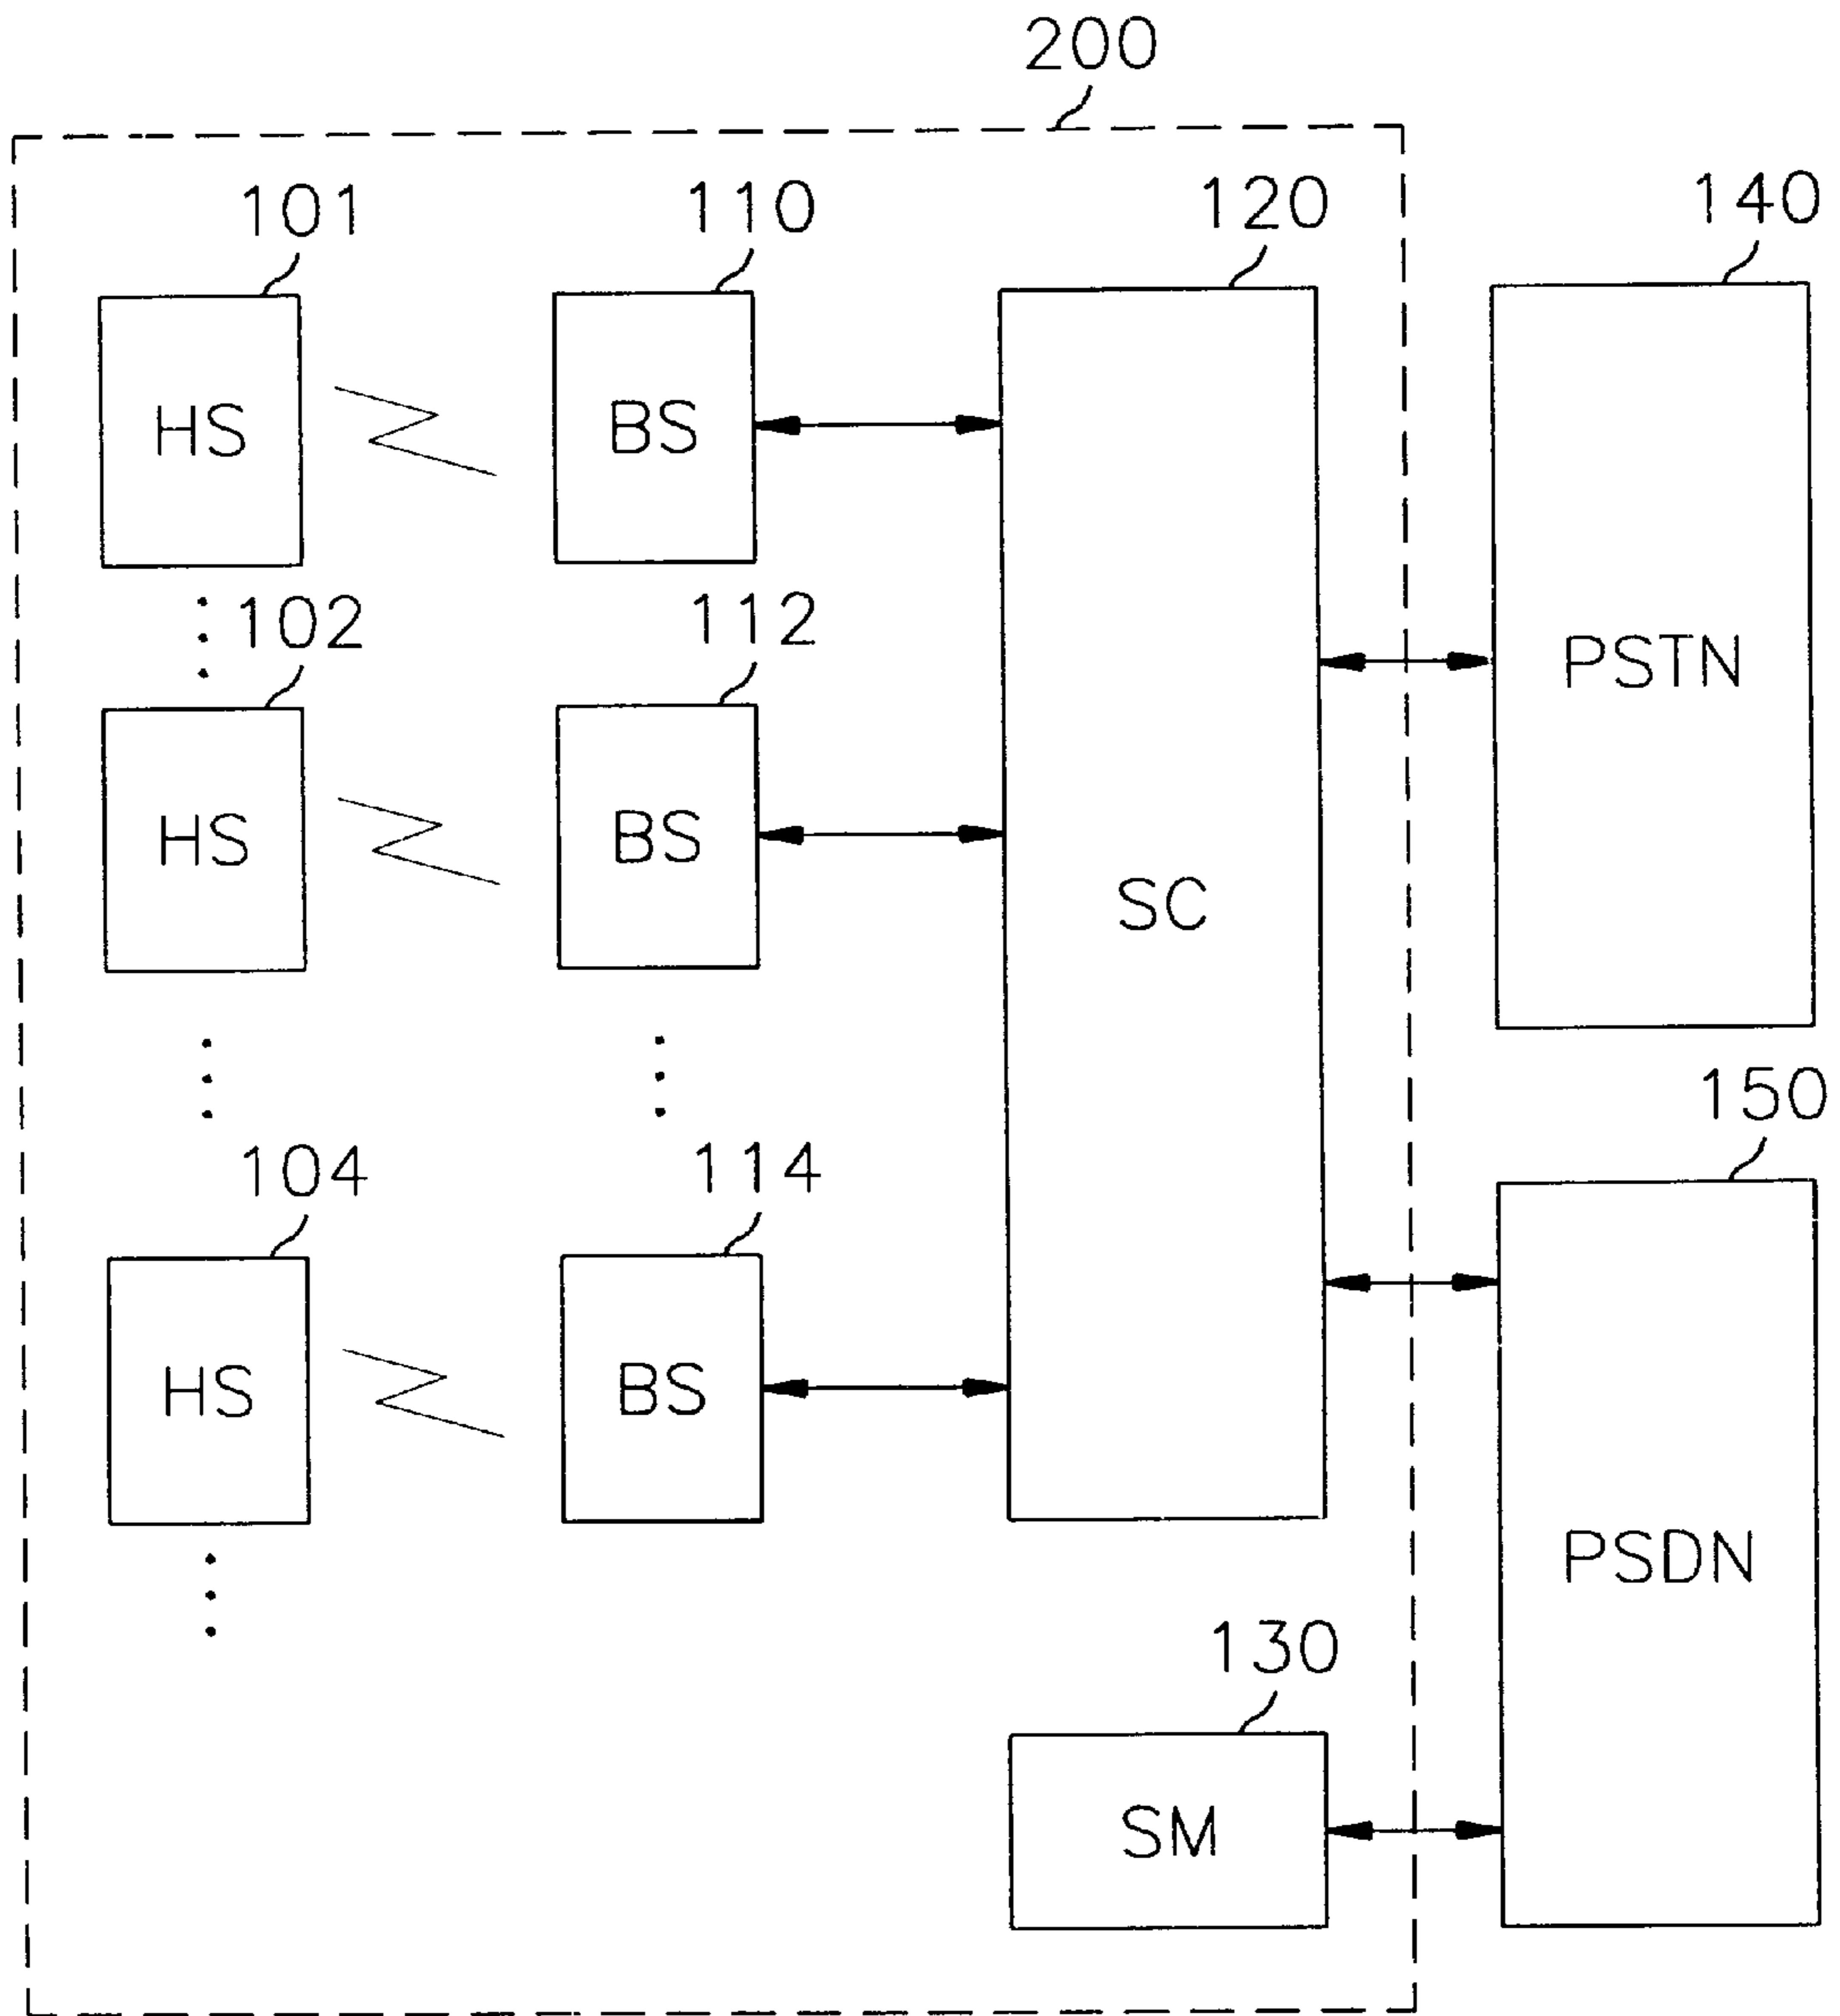 200
101 110 120 140
HS BS
102 112
PSTN
HS BS
SC
150
104 114
HS BS
PSDN
130
SM